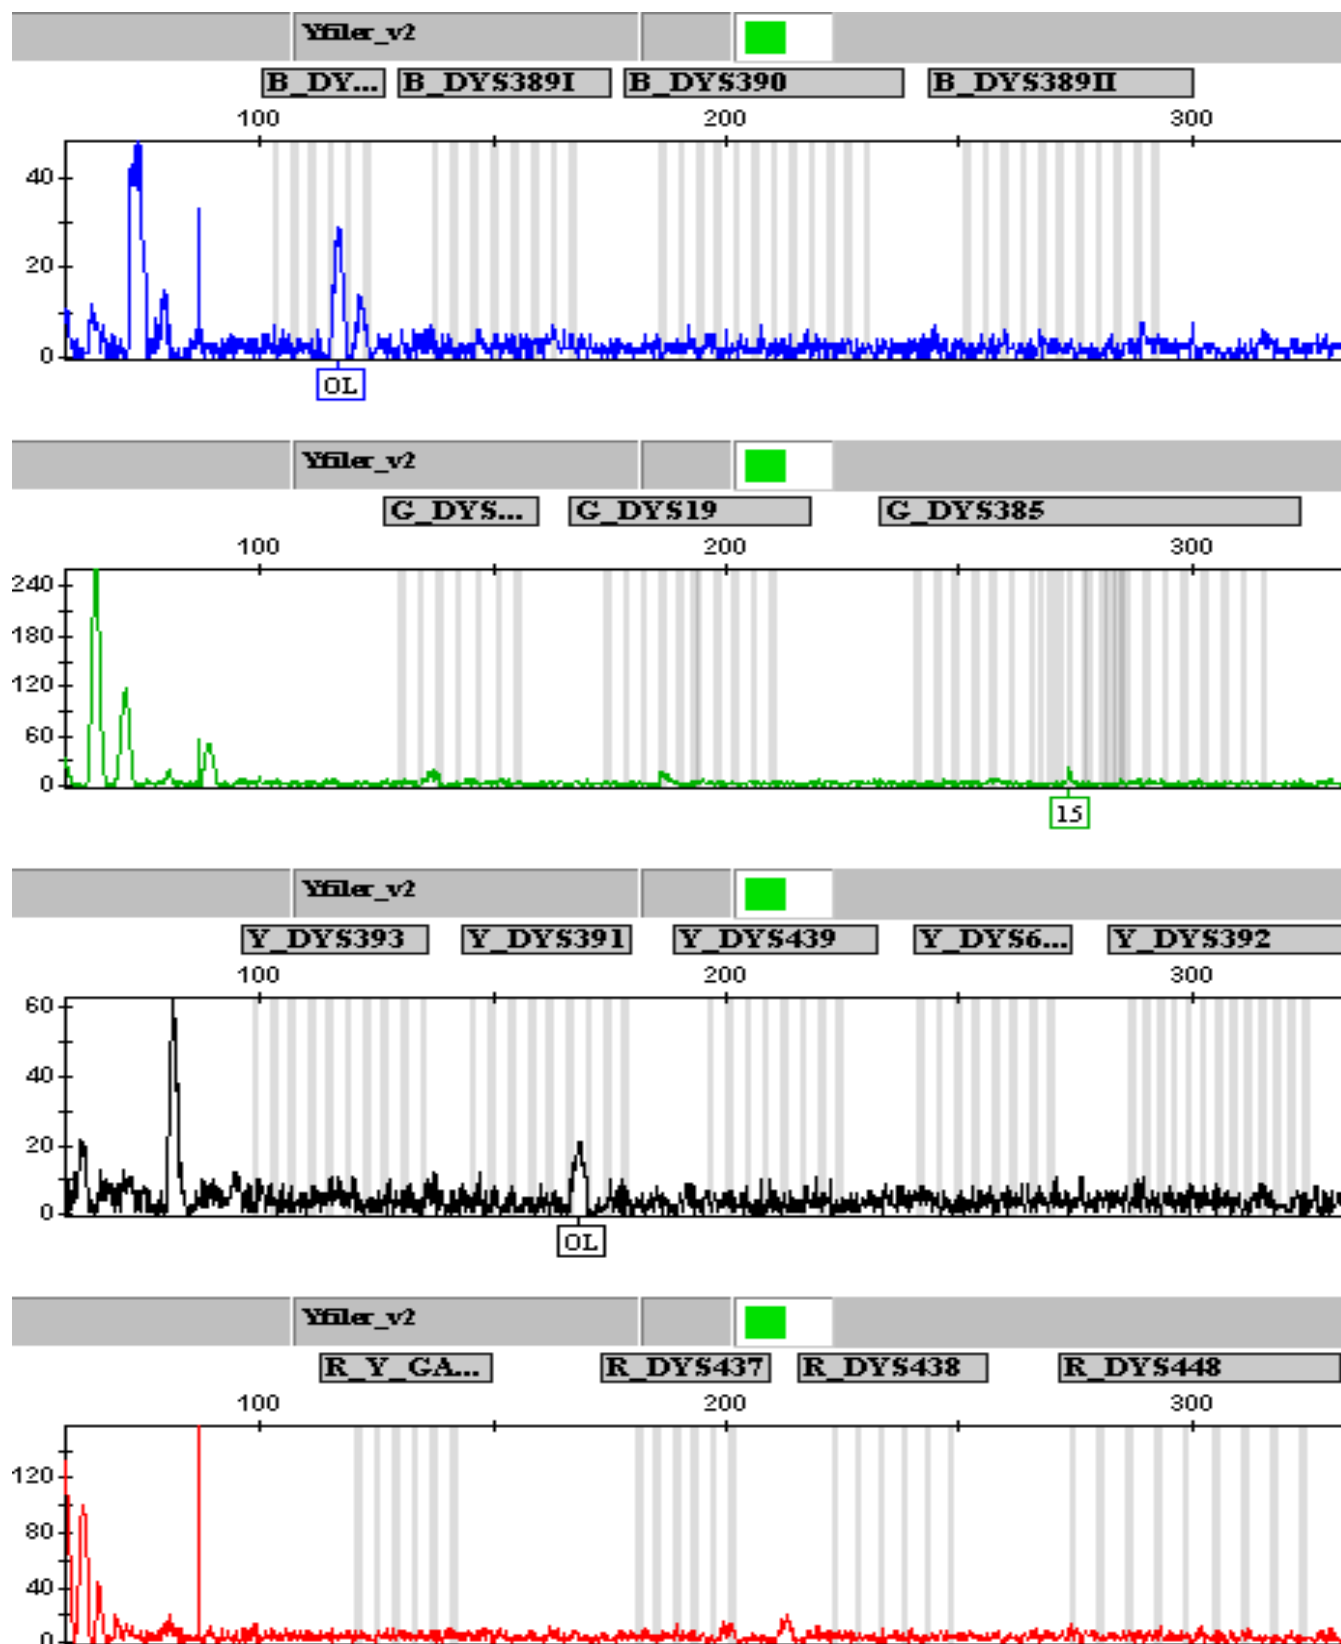 Yfiler_v2
B_DY... B_DYS389I B_DYS390 B_DYS389II
100 200 300
40
20
0
OL
Yfiler_v2
G_DYS... G_DYS19 G_DYS385
100 200 300
240
180
120
60
0
15
Yfiler_v2
Y_DYS393 Y_DYS391 Y_DYS439 Y_DYS6... Y_DYS392
100 200 300
60
40
20
0
OL
Yfiler_v2
R_Y_GA... R_DYS437 R_DYS438 R_DYS448
100 200 300
120
80
40
0